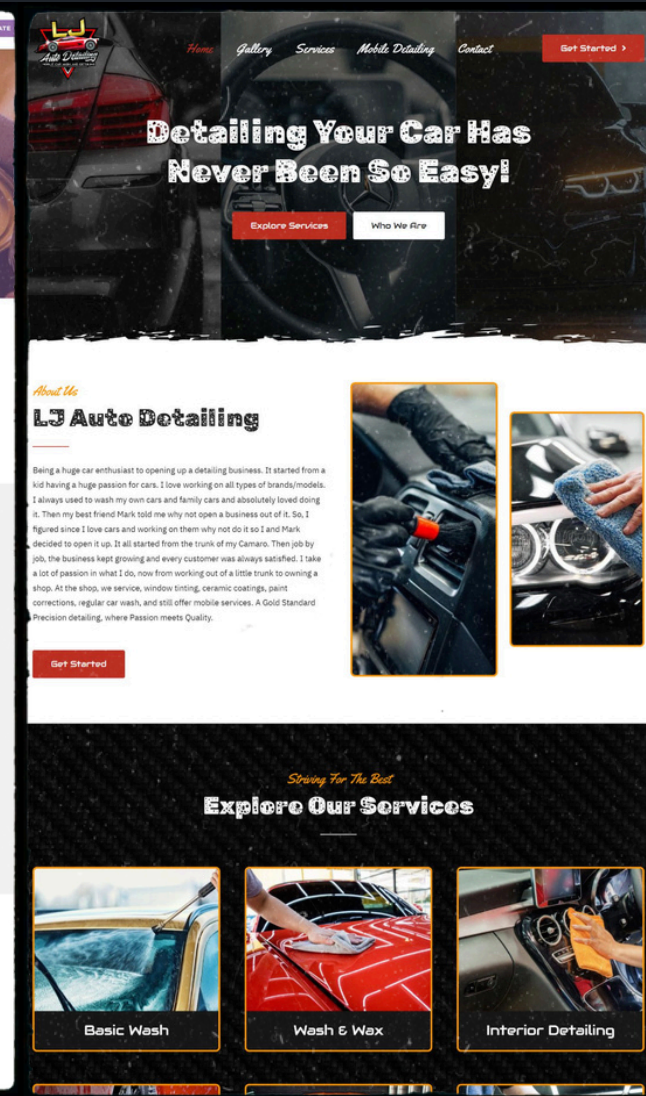 ATE
LJ
Auto Detailing
Home
Gallery
Services
Mobile Detailing
Contact
Get Started
Detailing Your Car Has
Never Been So Easy!
Explore Services
Who We Are
About Us
LJ Auto Detailing
Being a huge car enthusiast to opening up a detailing business. It started from a
kid having a huge passion for cars. I love working on all types of brands/models.
I always used to wash my own cars and family cars and absolutely loved doing
it. Then my best friend Mark told me why not open a business out of it. So, I
figured since I love cars and working on them why not do it so I and Mark
decided to open it up. It all started from the trunk of my Camaro. Then job by
job, the business kept growing and every customer was always satisfied. I take
a lot of passion in what I do, now from working out of a little trunk to owning a
shop. At the shop, we service, window tinting, ceramic coatings, paint
corrections, regular car wash, and still offer mobile services. A Gold Standard
Precision detailing, where Passion meets Quality.
Get Started
Striving For The Best
Explore Our Services
Basic Wash
Wash & Wax
Interior Detailing